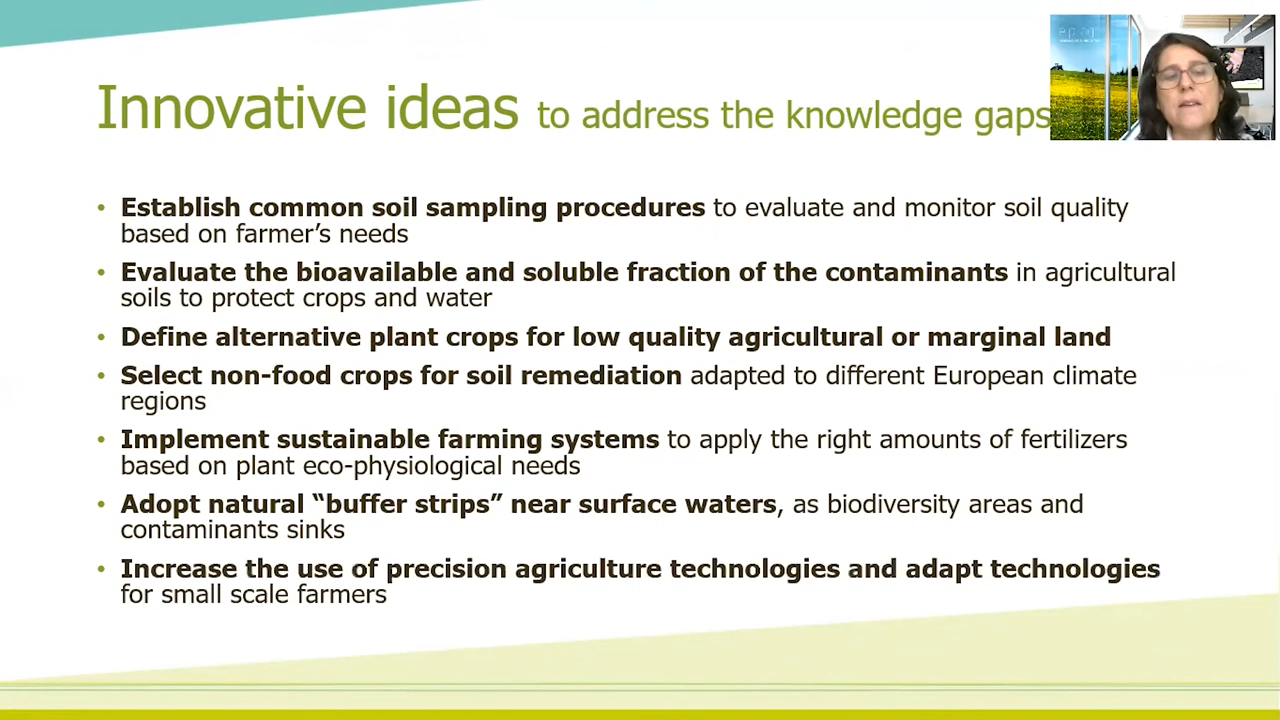 Innovative ideas to address the knowledge gaps
• Establish common soil sampling procedures to evaluate and monitor soil quality
based on farmer's needs
• Evaluate the bioavailable and soluble fraction of the contaminants in agricultural
soils to protect crops and water
• Define alternative plant crops for low quality agricultural or marginal land
• Select non-food crops for soil remediation adapted to different European climate
regions
• Implement sustainable farming systems to apply the right amounts of fertilizers
based on plant eco-physiological needs
• Adopt natural “buffer strips” near surface waters, as biodiversity areas and
contaminants sinks
• Increase the use of precision agriculture technologies and adapt technologies
for small scale farmers